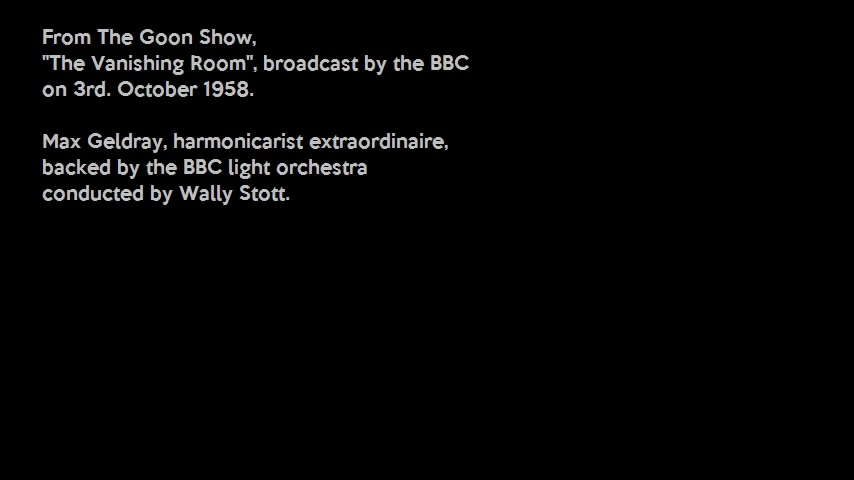 From The Goon Show,
"The Vanishing Room", broadcast by the BBC
on 3rd. October 1958.
Max Geldray, harmonicarist extraordinaire,
backed by the BBC light orchestra
conducted by Wally Stott.